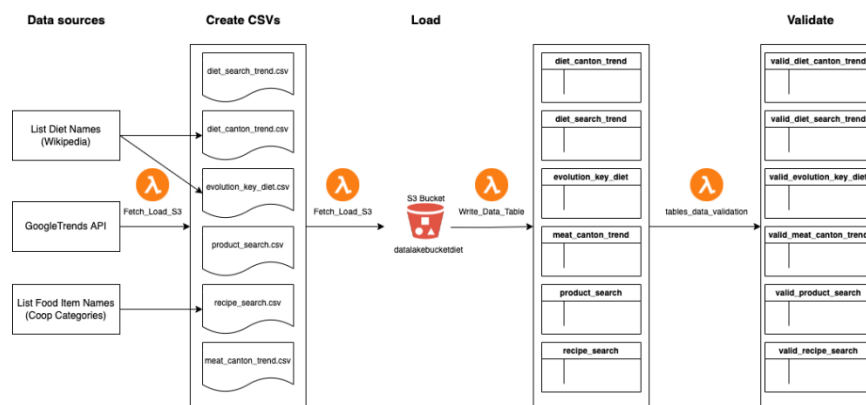 Data sources
Create CSVs
Load
Validate
List Diet Names
(Wikipedia)
GoogleTrends API
List Food Item Names
(Coop Categories)
Fetch_Load_S3
diet_search_trend.csv
diet_canton_trend.csv
evolution_key_diet.csv
product_search.csv
recipe_search.csv
meat_canton_trend.csv
λ
Fetch_Load_S3
λ
S3 Bucket
datalakebucketdiet
λ
Write_Data_Table
diet_canton_trend
diet_search_trend
evolution_key_diet
meat_canton_trend
product_search
recipe_search
λ
tables_data_validation
valid_diet_canton_trend
valid_diet_search_trend
valid_evolution_key_diet
valid_meat_canton_trend
valid_product_search
valid_recipe_search